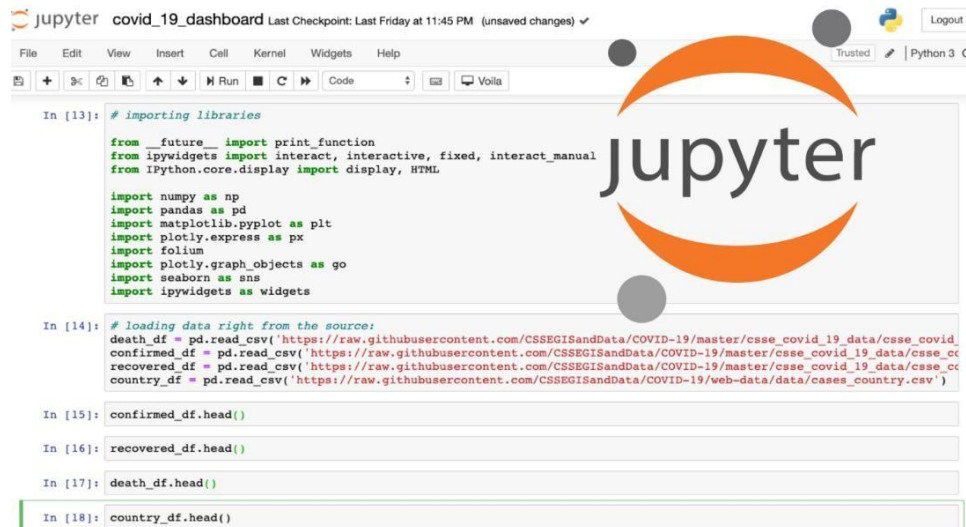 jupyter covid_19_dashboard Last Checkpoint: Last Friday at 11:45 PM (unsaved changes)
Logout
File Edit View Insert Cell Kernel Widgets Help
Trusted Python 3
Run Code Voila
jupyter
In [13]: # importing libraries
from __future__ import print_function
from ipywidgets import interact, interactive, fixed, interact_manual
from IPython.core.display import display, HTML
import numpy as np
import pandas as pd
import matplotlib.pyplot as plt
import plotly.express as px
import folium
import plotly.graph_objects as go
import seaborn as sns
import ipywidgets as widgets
In [14]: # loading data right from the source:
death_df = pd.read_csv('https://raw.githubusercontent.com/CSSEGISandData/COVID-19/master/csse_covid_19_data/csse_covid_
confirmed_df = pd.read_csv('https://raw.githubusercontent.com/CSSEGISandData/COVID-19/master/csse_covid_19_data/csse_co
recovered_df = pd.read_csv('https://raw.githubusercontent.com/CSSEGISandData/COVID-19/master/csse_covid_19_data/csse_co
country_df = pd.read_csv('https://raw.githubusercontent.com/CSSEGISandData/COVID-19/web-data/data/cases_country.csv')
In [15]: confirmed_df.head()
In [16]: recovered_df.head()
In [17]: death_df.head()
In [18]: country_df.head()